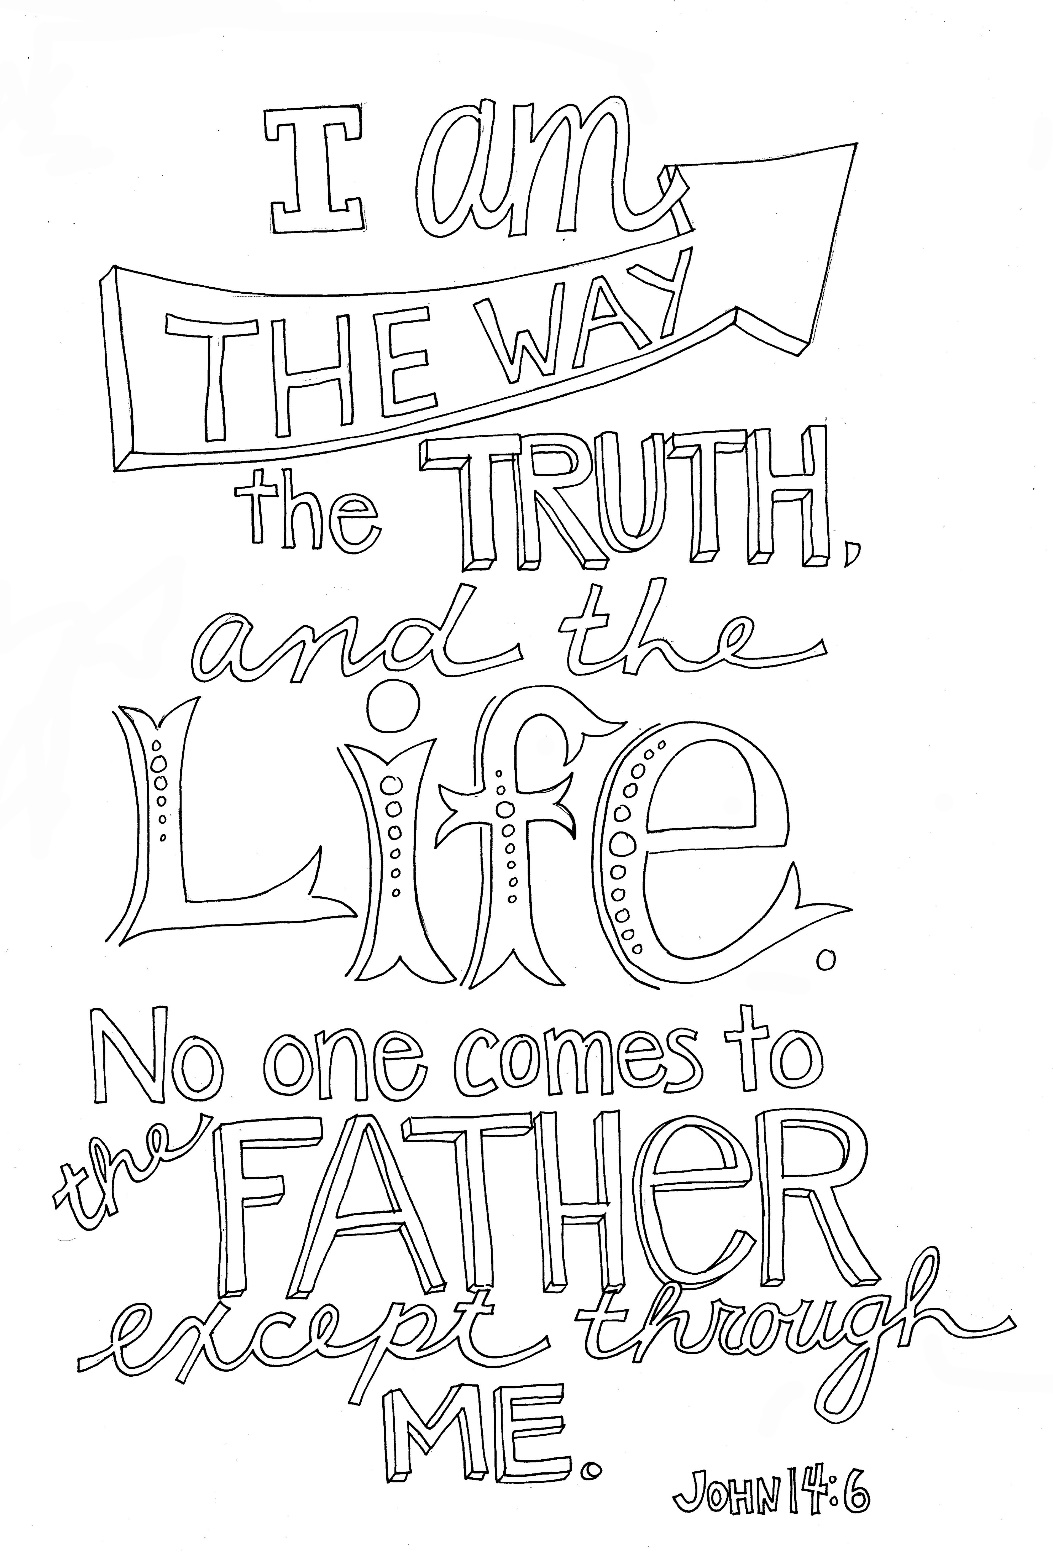 I am
THE WAY
the TRUTH,
and the
Life.
No one comes to
the FATHeR
except through
ME.
JOHN 14:6